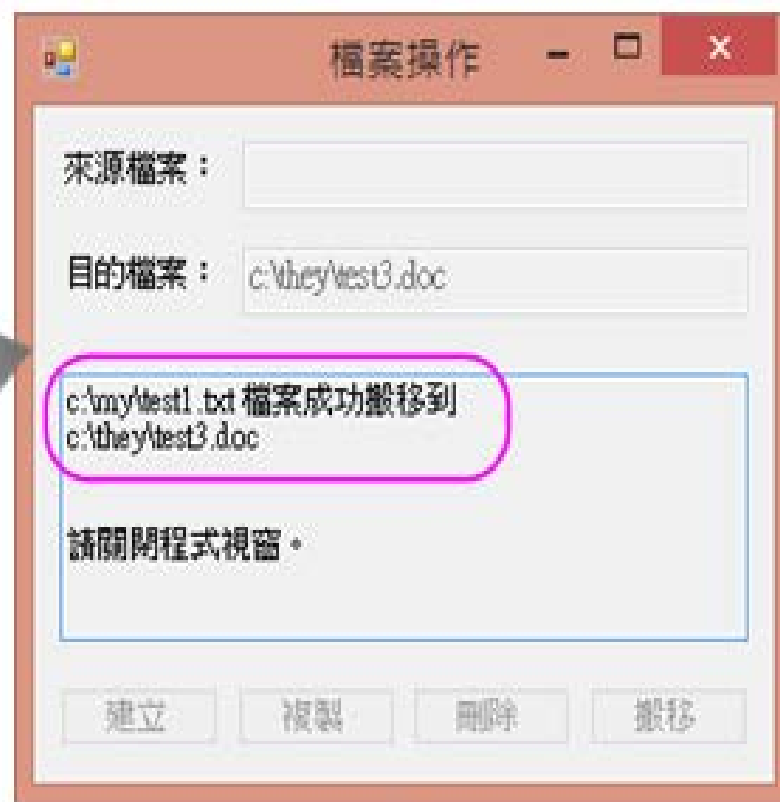 檔案操作
來源檔案：
目的檔案： c:\they\test3.doc
c:\my\test1.txt 檔案成功搬移到
c:\they\test3.doc
請關閉程式視窗。
建立 複製 刪除 搬移